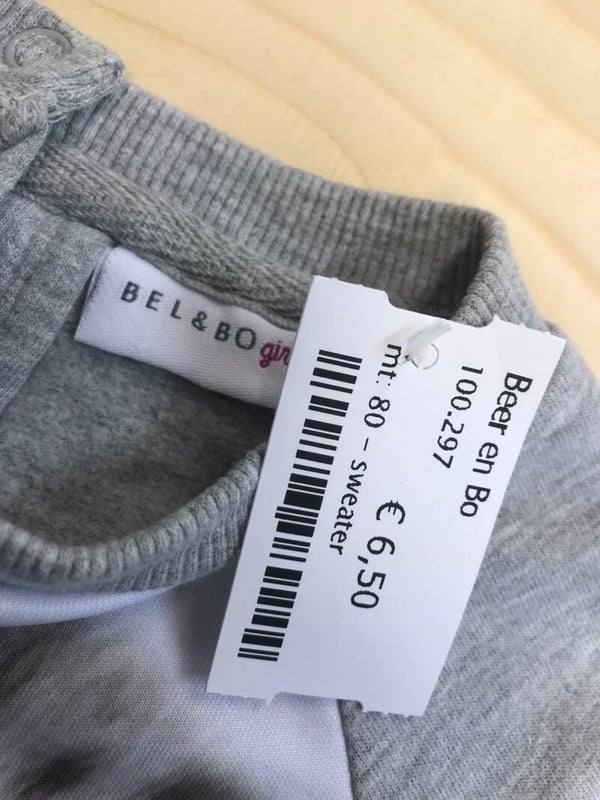 BEL&BO
Beer en Bo
100.297
€ 6,50
mt: 80 - sweater